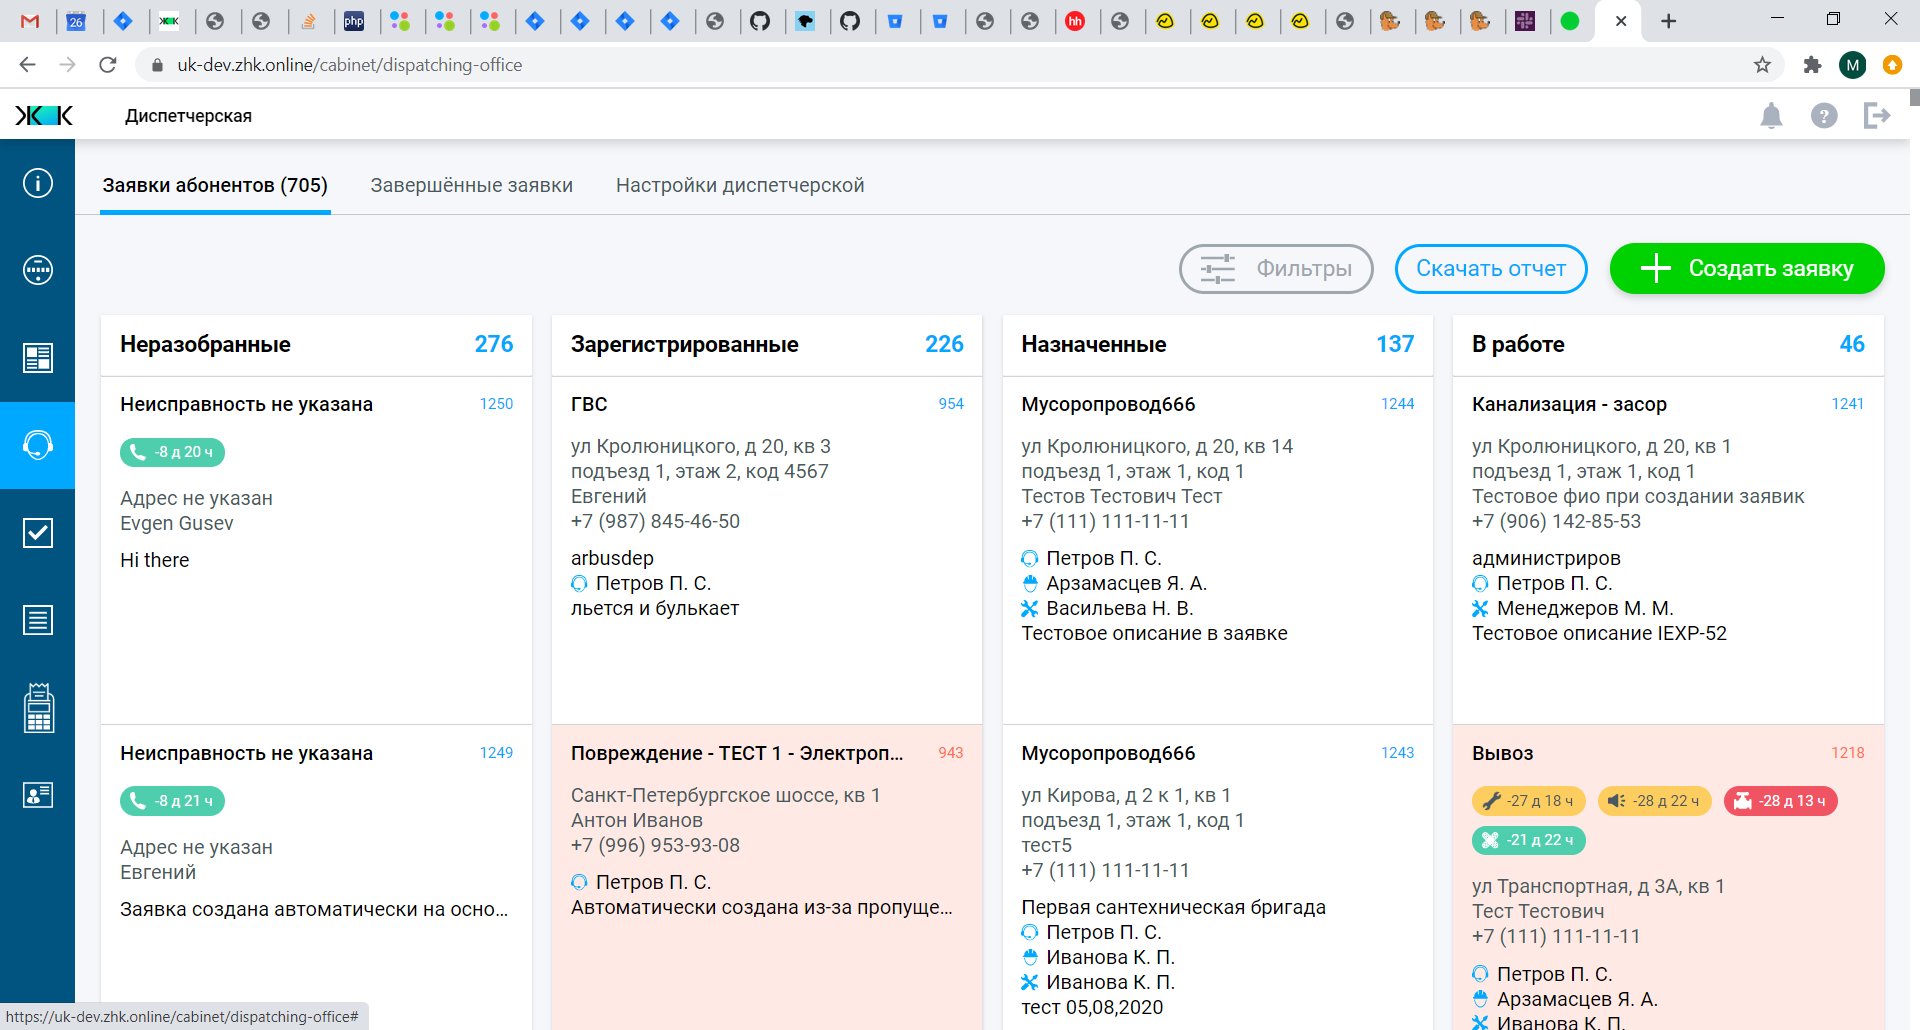 26
php
hh
uk-dev.zhk.online/cabinet/dispatching-office
M
ЖК
Диспетчерская
?
Заявки абонентов (705)
Завершённые заявки
Настройки диспетчерской
Фильтры
Скачать отчет
Создать заявку
Неразобранные 276
Неисправность не указана 1250
-8 д 20 ч
Адрес не указан
Evgen Gusev
Hi there
Неисправность не указана 1249
-8 д 21 ч
Адрес не указан
Евгений
Заявка создана автоматически на осно...
Зарегистрированные 226
ГВС 954
ул Кролюницкого, д 20, кв 3
подъезд 1, этаж 2, код 4567
Евгений
+7 (987) 845-46-50
arbusdep
Петров П. С.
льется и булькает
Повреждение - ТЕСТ 1 - Электроп... 943
Санкт-Петербургское шоссе, кв 1
Антон Иванов
+7 (996) 953-93-08
Петров П. С.
Автоматически создана из-за пропуще...
Назначенные 137
Мусоропровод666 1244
ул Кролюницкого, д 20, кв 14
подъезд 1, этаж 1, код 1
Тестов Тестович Тест
+7 (111) 111-11-11
Петров П. С.
Арзамасцев Я. А.
Васильева Н. В.
Тестовое описание в заявке
Мусоропровод666 1243
ул Кирова, д 2 к 1, кв 1
подъезд 1, этаж 1, код 1
тест5
+7 (111) 111-11-11
Первая сантехническая бригада
Петров П. С.
Иванова К. П.
Иванова К. П.
тест 05,08,2020
В работе 46
Канализация - засор 1241
ул Кролюницкого, д 20, кв 1
подъезд 1, этаж 1, код 1
Тестовое фио при создании заявик
+7 (906) 142-85-53
администриров
Петров П. С.
Менеджеров М. М.
Тестовое описание IEXP-52
Вывоз 1218
-27 д 18 ч
-28 д 22 ч
-28 д 13 ч
-21 д 22 ч
ул Транспортная, д 3А, кв 1
Тест Тестович
+7 (111) 111-11-11
Петров П. С.
Арзамасцев Я. А.
Иванова К. П.
https://uk-dev.zhk.online/cabinet/dispatching-office#